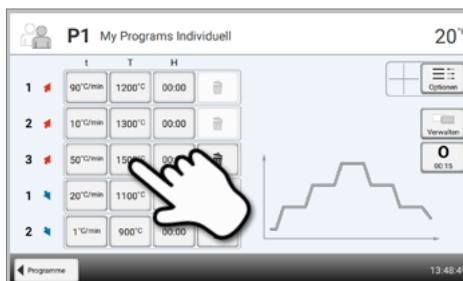 P1 My Programs Individuell 20°
t T H
1 90°C/min 1200°C 00:00
2 10°C/min 1300°C 00:00
3 50°C/min 00:00
1 20°C/min 1100°C
2 1°C/min 900°C 00:00
Optionen
Verwalten
0
00:15
Programme
13:48:4